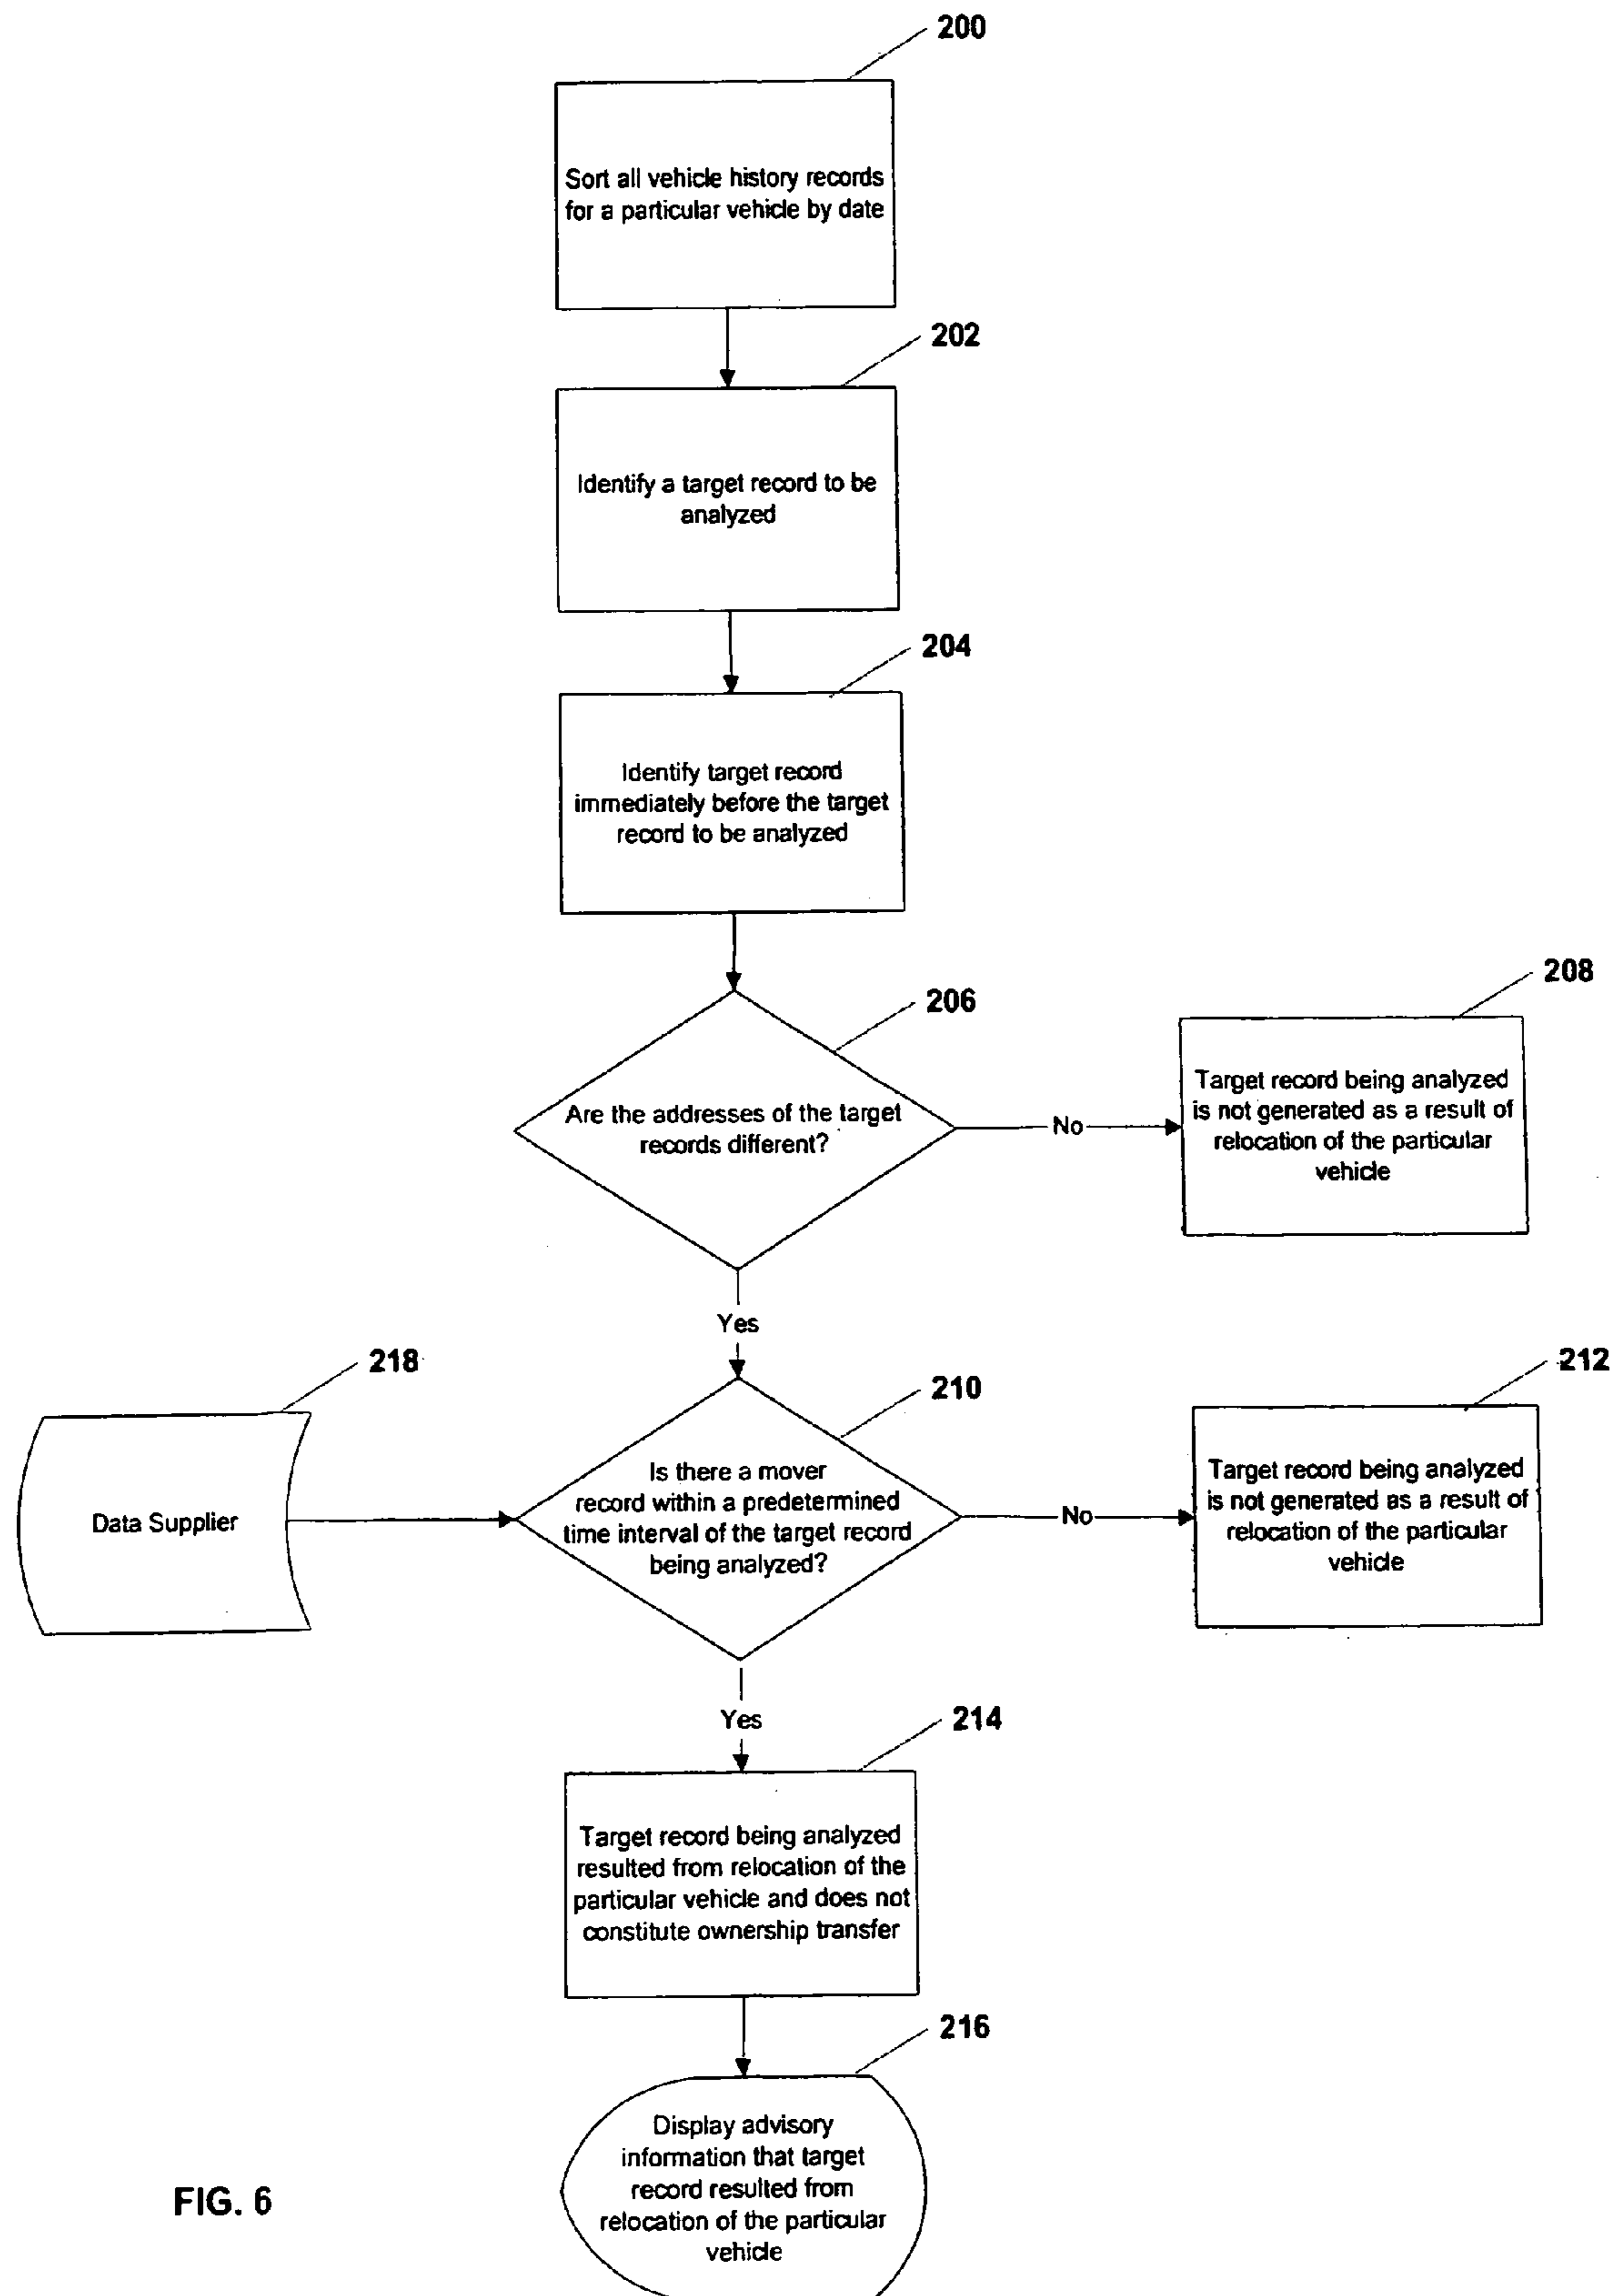 200
Sort all vehicle history records
for a particular vehicle by date
202
Identify a target record to be
analyzed
204
Identify target record
immediately before the target
record to be analyzed
206
Are the addresses of the target
records different?
No
208
Target record being analyzed
is not generated as a result of
relocation of the particular
vehicle
Yes
218
Data Supplier
210
Is there a mover
record within a predetermined
time interval of the target record
being analyzed?
No
212
Target record being analyzed
is not generated as a result of
relocation of the particular
vehicle
Yes
214
Target record being analyzed
resulted from relocation of the
particular vehicle and does not
constitute ownership transfer
216
Display advisory
information that target
record resulted from
relocation of the particular
vehicle
FIG. 6